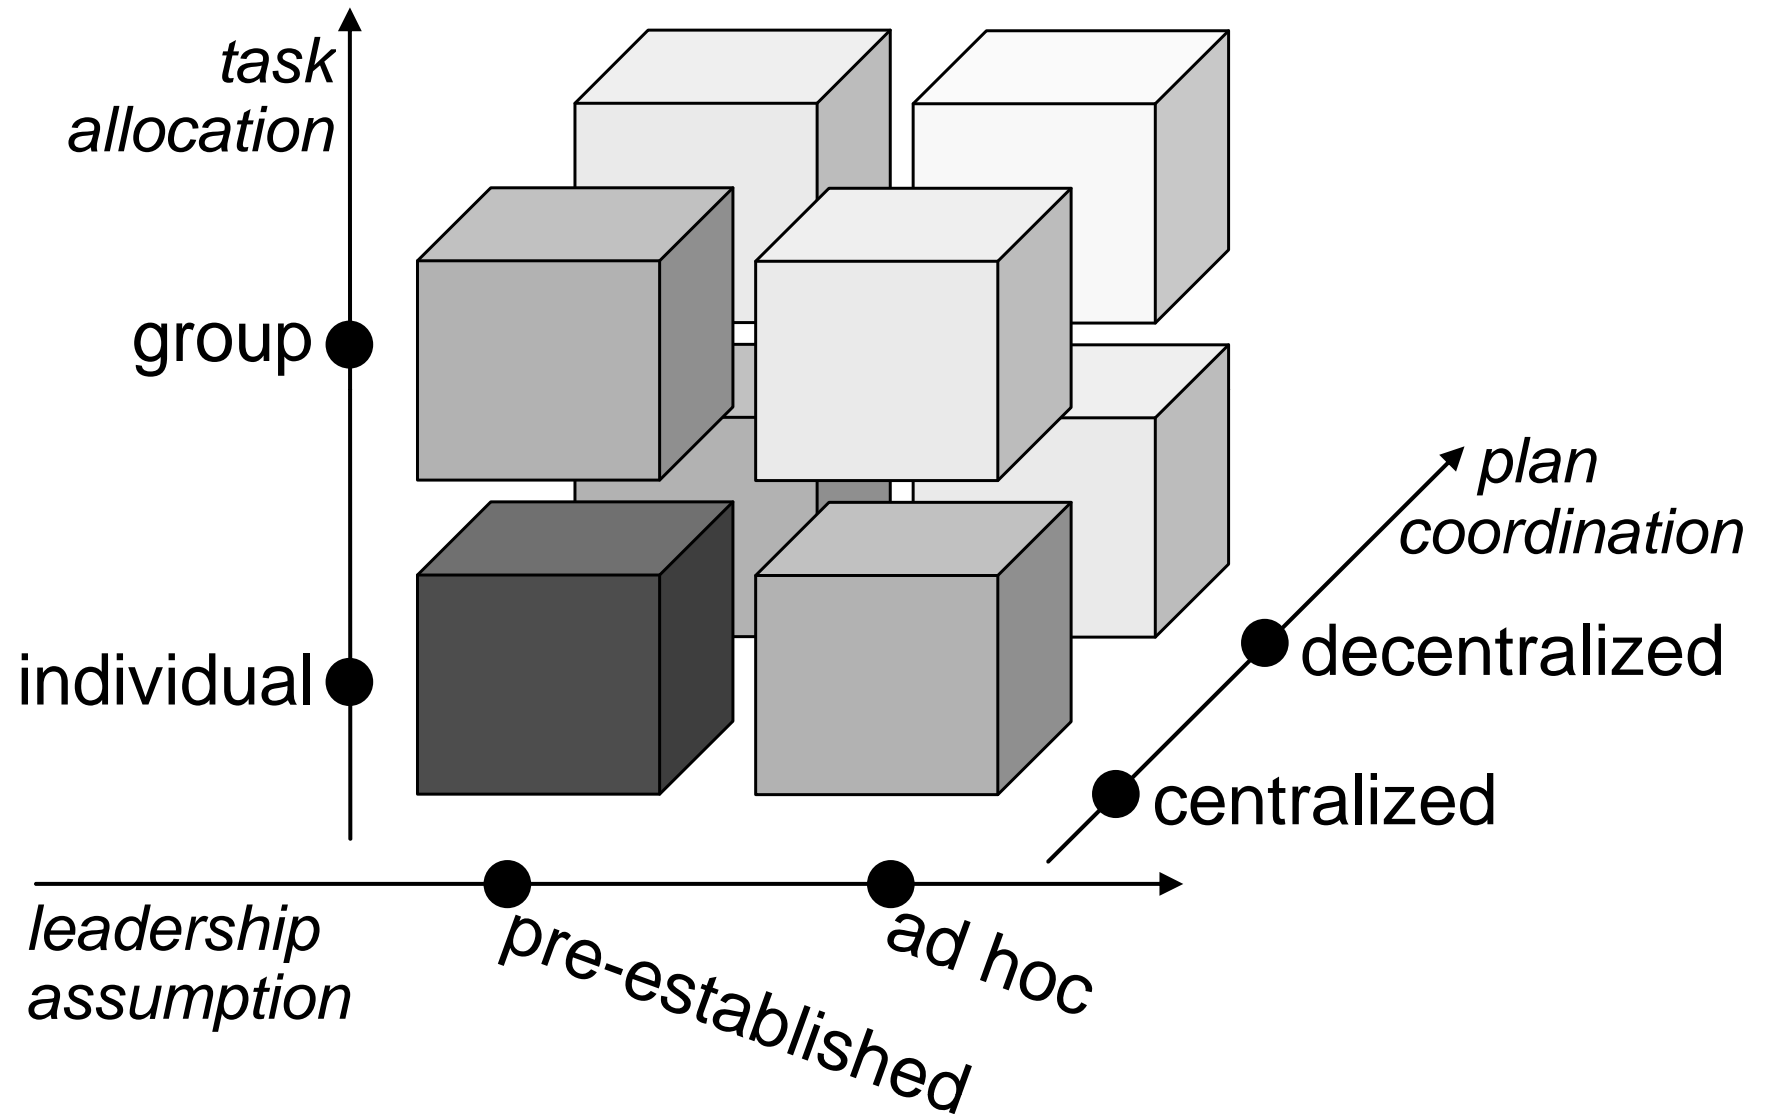 task
allocation
group
individual
plan
coordination
decentralized
centralized
leadership
assumption
pre-established
ad hoc